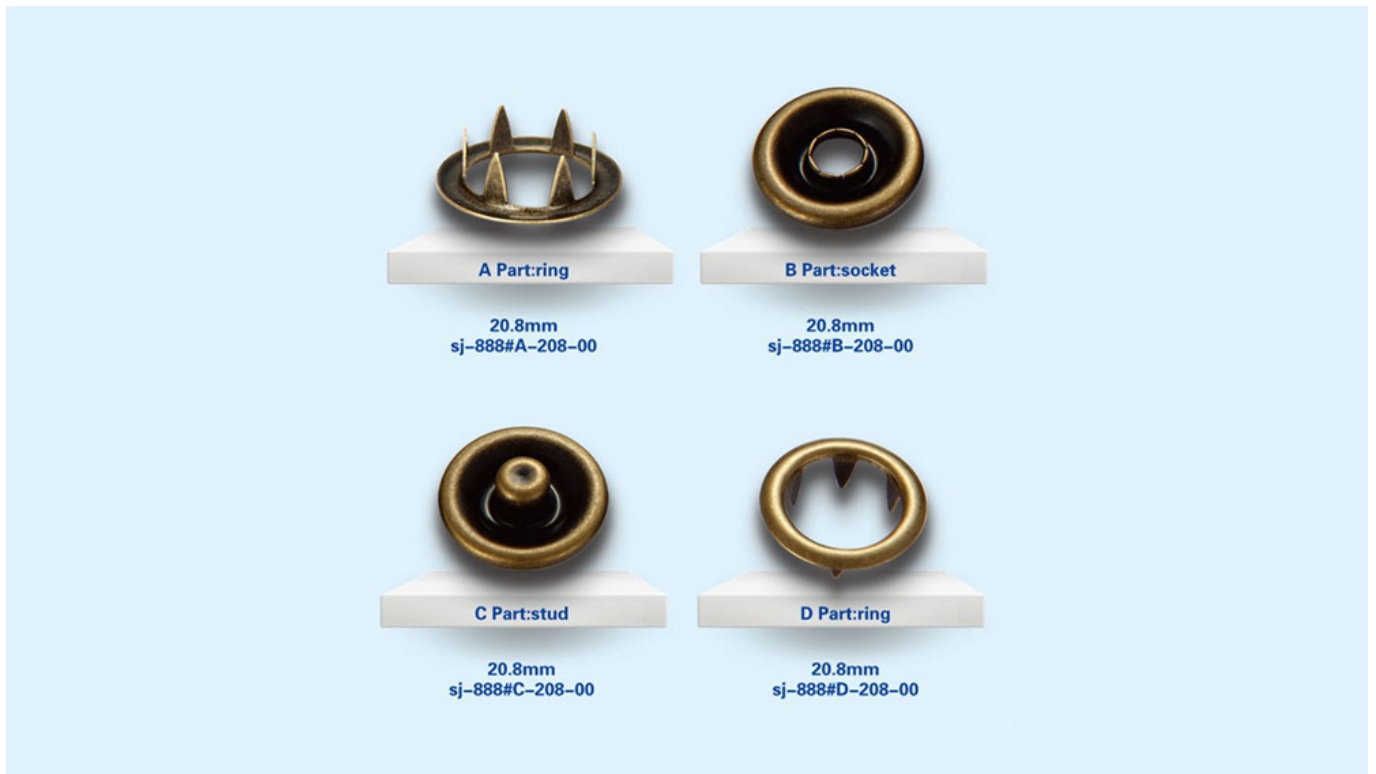 A Part:ring
B Part:socket
20.8mm
sj-888#A-208-00
20.8mm
sj-888#B-208-00
C Part:stud
D Part:ring
20.8mm
sj-888#C-208-00
20.8mm
sj-888#D-208-00